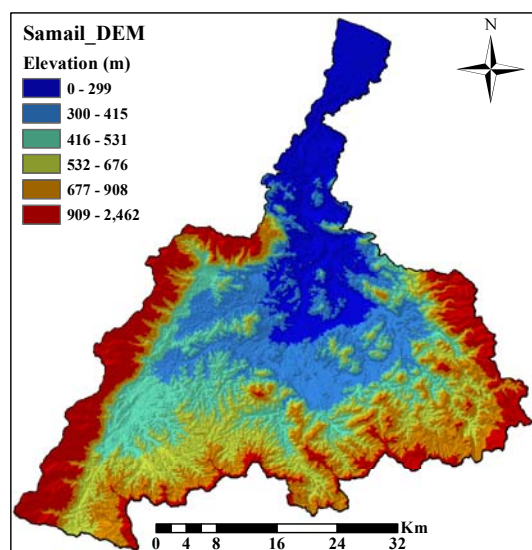 Samail_DEM
N
Elevation (m)
0 - 299
300 - 415
416 - 531
532 - 676
677 - 908
909 - 2,462
Km
0 4 8 16 24 32